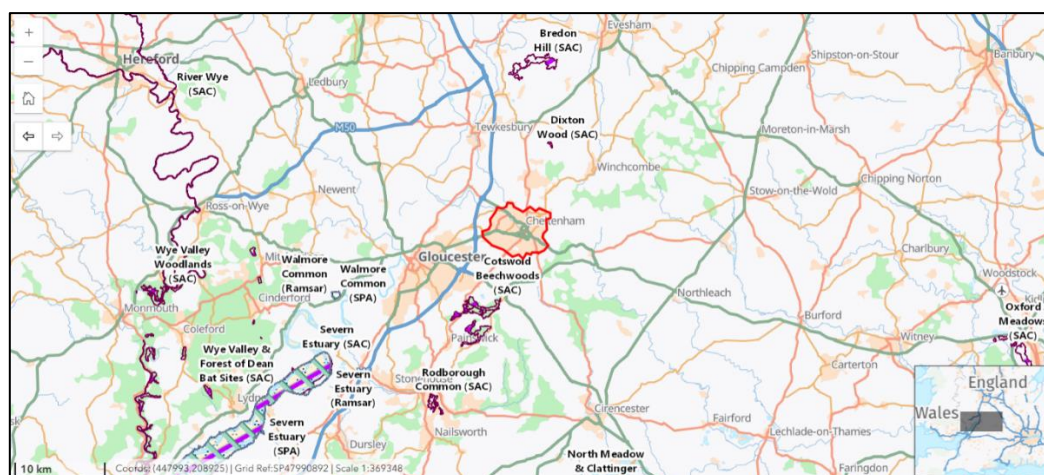 Evesham
Bredon
Hill (SAC)
Shipston-on-Stour
Banbury
Hereford
Chipping Campden
River Wye
(SAC)
Ledbury
Dixton
Wood (SAC)
M50
Tewkesbury
Moreton-in-Marsh
Winchcombe
Chipping Norton
Newent
Stow-on-the-Wold
Ross-on-Wye
Cheltenham
Charlbury
Wye Valley
Woodlands
(SAC)
Walmore
Common
(Ramsar)
Walmore
Common
(SPA)
Gloucester
Cotswold
Beechwoods
(SAC)
Woodstock
Cinderford
Northleach
Monmouth
Burford
Oxford
Meadows
(SAC)
Coleford
Severn
Estuary (SAC)
Painswick
Witney
Wye Valley &
Forest of Dean
Bat Sites (SAC)
Severn
Estuary
(Ramsar)
Rodborough
Common (SAC)
Stonehouse
Carterton
England
Lydney
Cirencester
Wales
Severn
Estuary
(SPA)
Nailsworth
Fairford
Lechlade-on-Thames
Dursley
North Meadow
& Clattinger
Faringdon
10 km
Coords: (447993,208925) | Grid Ref:SP47990892 | Scale 1:369348